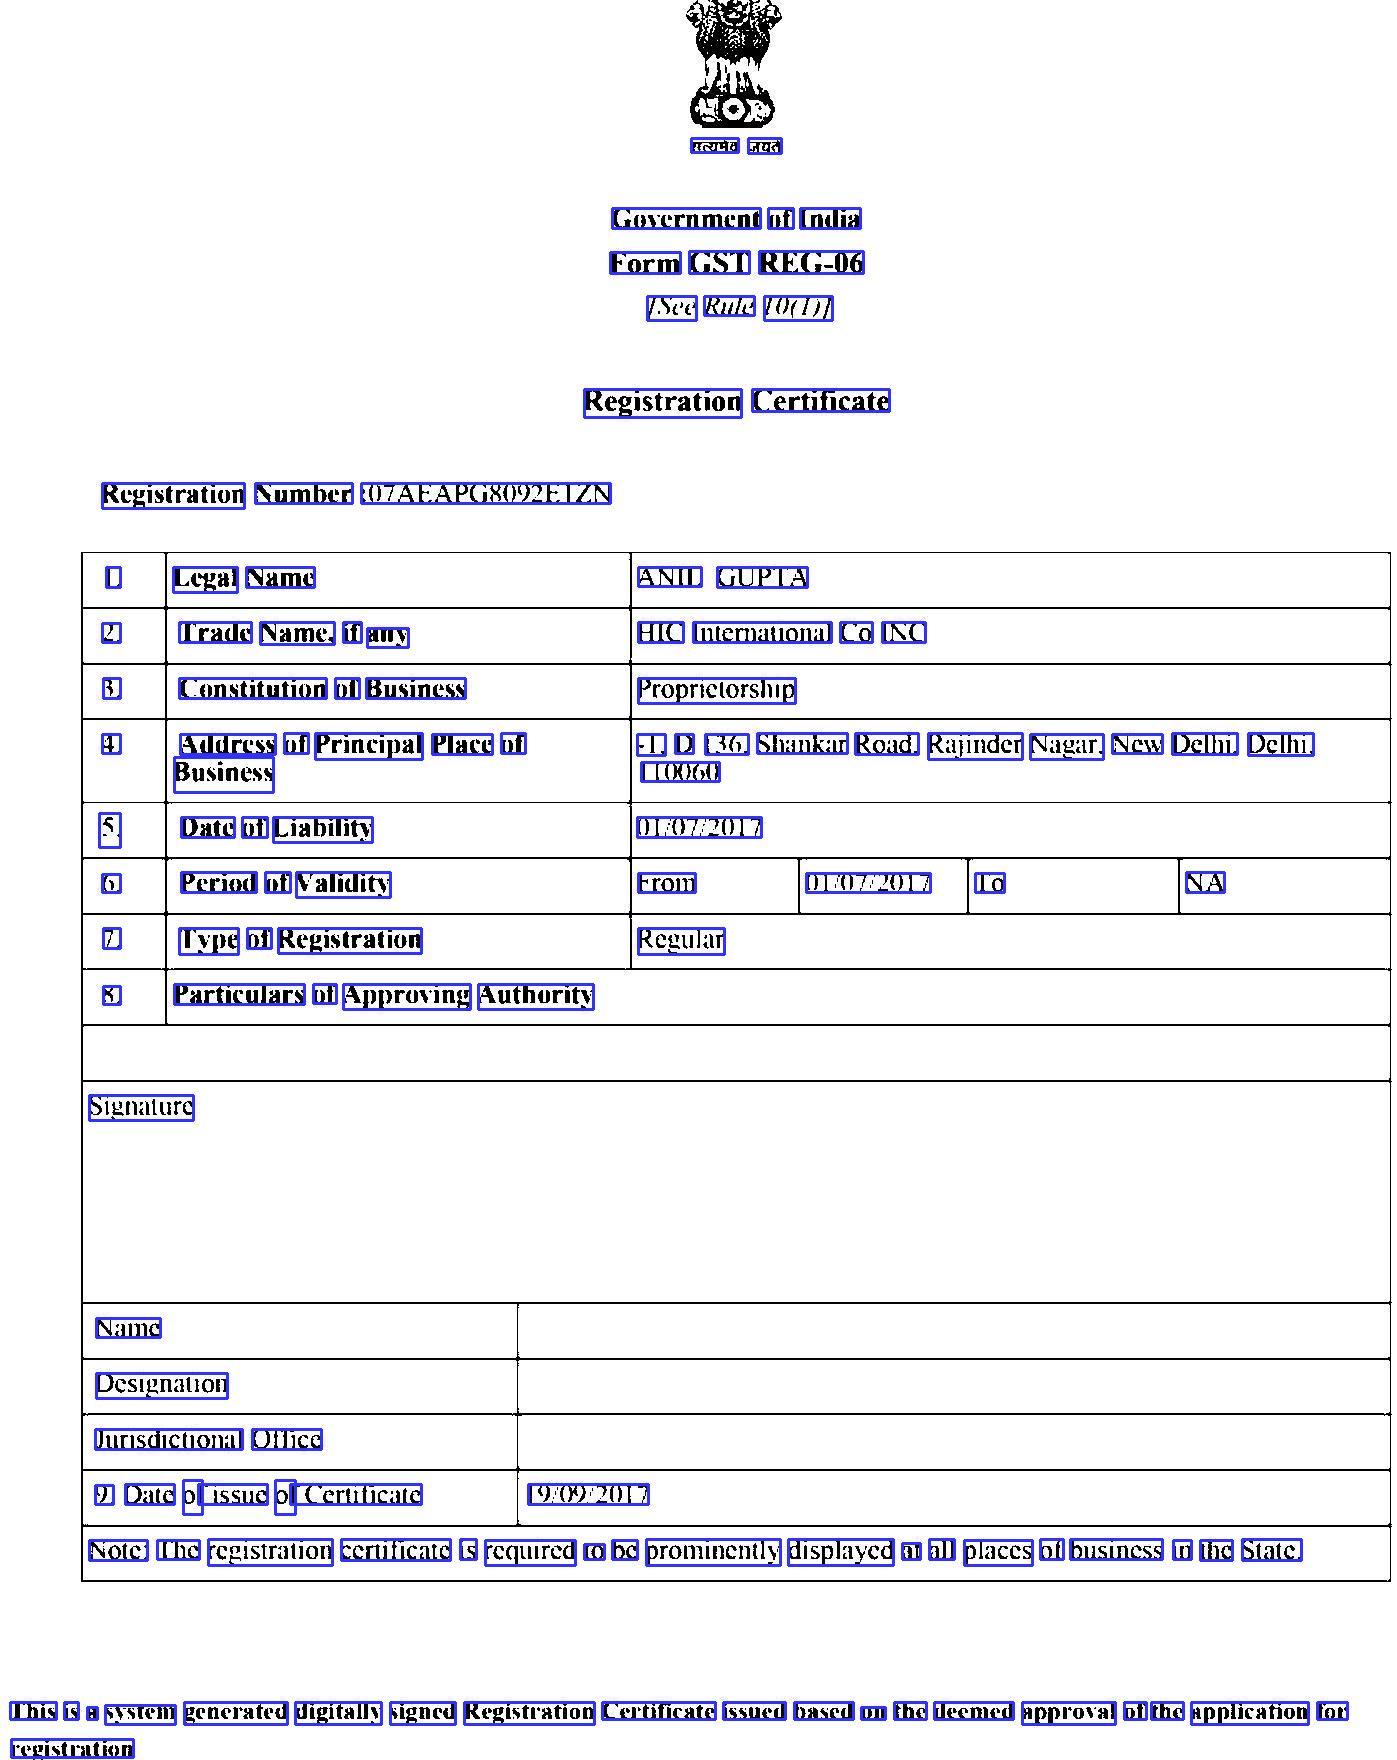 सत्यमेव जयते
Government of India
Form GST REG-06
[See Rule 10(1)]
Registration Certificate
Registration Number :07AEAPG8092E1ZN
1. Legal Name ANIL GUPTA
2. Trade Name, if any HIC International Co INC
3. Constitution of Business Proprietorship
4. Address of Principal Place of -1, D 136, Shankar Road, Rajinder Nagar, New Delhi, Delhi,
Business 110060
5. Date of Liability 01/07/2017
6. Period of Validity From 01/07/2017 To NA
7. Type of Registration Regular
8. Particulars of Approving Authority
Signature
Name
Designation
Jurisdictional Office
9. Date of issue of Certificate 19/09/2017
Note: The registration certificate is required to be prominently displayed at all places of business in the State.
This is a system generated digitally signed Registration Certificate issued based on the deemed approval of the application for
registration